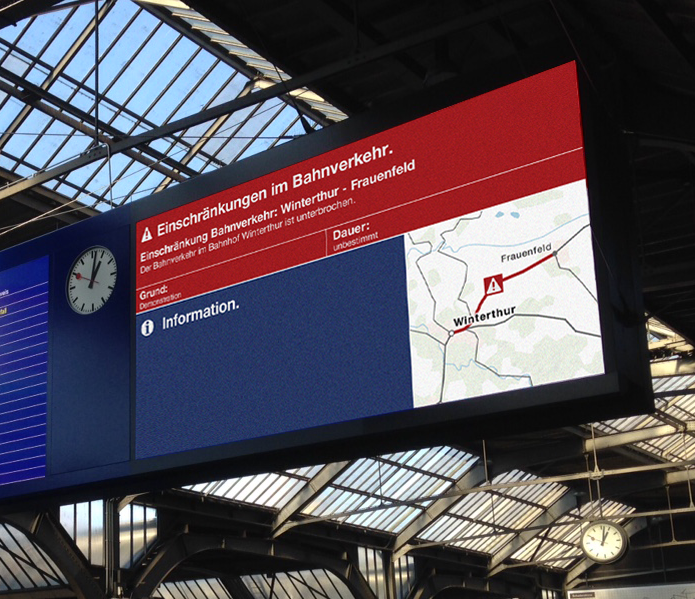 Einschränkungen im Bahnverkehr.
Einschränkung Bahnverkehr: Winterthur - Frauenfeld
Der Bahnverkehr im Bahnhof Winterthur ist unterbrochen.
Grund:
Demonstration
Dauer:
unbestimmt
Information.
Frauenfeld
Winterthur